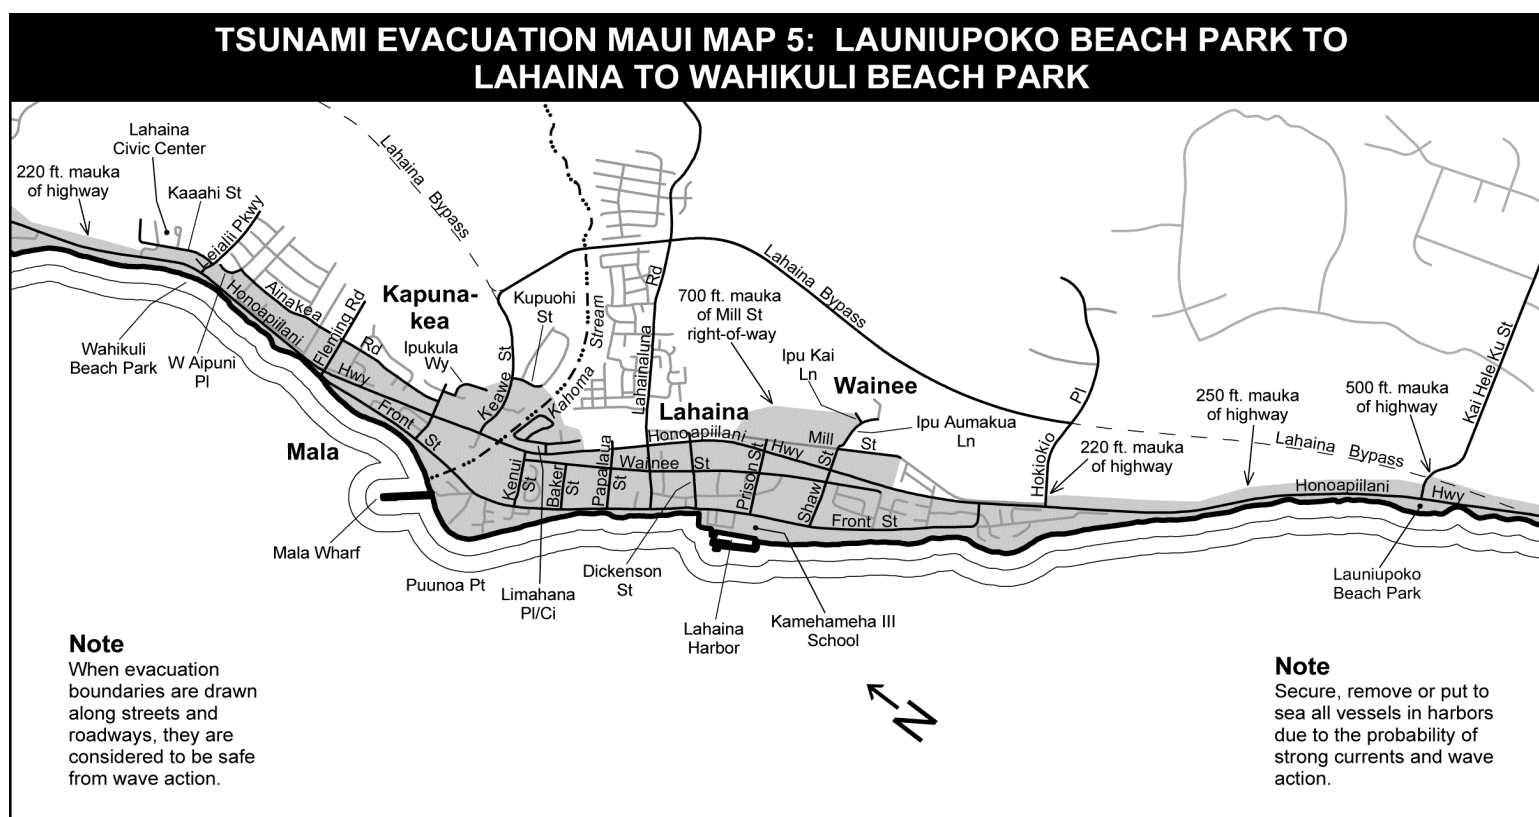 TSUNAMI EVACUATION MAUI MAP 5: LAUNIUPOKO BEACH PARK TO
LAHAINA TO WAHIKULI BEACH PARK
Lahaina
Civic Center
220 ft. mauka
of highway
Kaaahi St
Leialii Pkwy
Lahaina Bypass
Honoapiilani
Hwy
Ainakea
Rd
Fleming Rd
Wahikuli
Beach Park
W Aipuni
Pl
Kapuna-
kea
Ipukula
Wy
Kupuohi
St
Keawe St
Kahoma Stream
Lahainaluna Rd
Lahaina Bypass
700 ft. mauka
of Mill St
right-of-way
Ipu Kai
Ln
Wainee
Ipu Aumakua
Ln
Lahaina
Front St
Mala
Honoapiilani Hwy
Mill St
Kenui
St
Baker
St
Papalaua
St
Wainee St
Prison St
Shaw St
Front St
Hokiokio Pl
220 ft. mauka
of highway
250 ft. mauka
of highway
500 ft. mauka
of highway
Kai Hele Ku St
Lahaina Bypass
Honoapiilani Hwy
Mala Wharf
Puunoa Pt
Limahana
Pl/Ci
Dickenson
St
Lahaina
Harbor
Kamehameha III
School
Launiupoko
Beach Park
N
Note
When evacuation
boundaries are drawn
along streets and
roadways, they are
considered to be safe
from wave action.
Note
Secure, remove or put to
sea all vessels in harbors
due to the probability of
strong currents and wave
action.